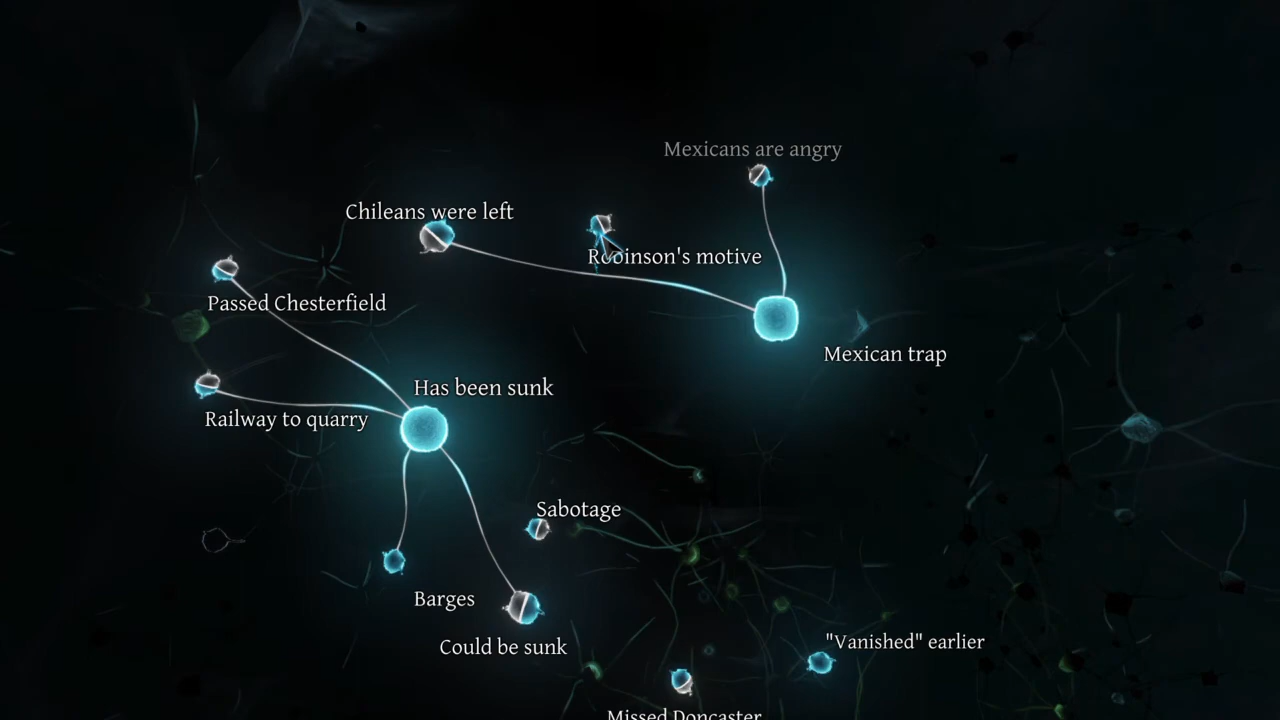 Mexicans are angry
Chileans were left
Robinson's motive
Passed Chesterfield
Mexican trap
Has been sunk
Railway to quarry
Sabotage
Barges
"Vanished" earlier
Could be sunk
Missed Doncaster